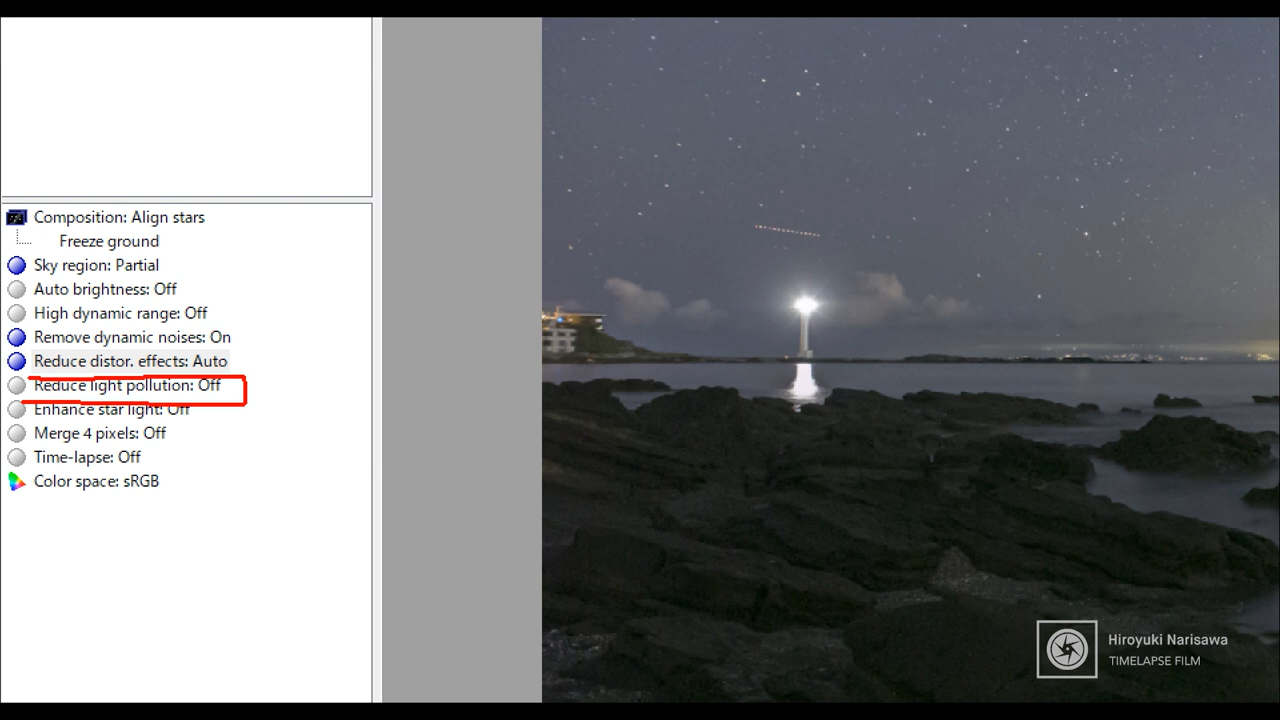 Composition: Align stars
Freeze ground
Sky region: Partial
Auto brightness: Off
High dynamic range: Off
Remove dynamic noises: On
Reduce distor. effects: Auto
Reduce light pollution: Off
Enhance star light: Off
Merge 4 pixels: Off
Time-lapse: Off
Color space: sRGB
Hiroyuki Narisawa
TIMELAPSE FILM